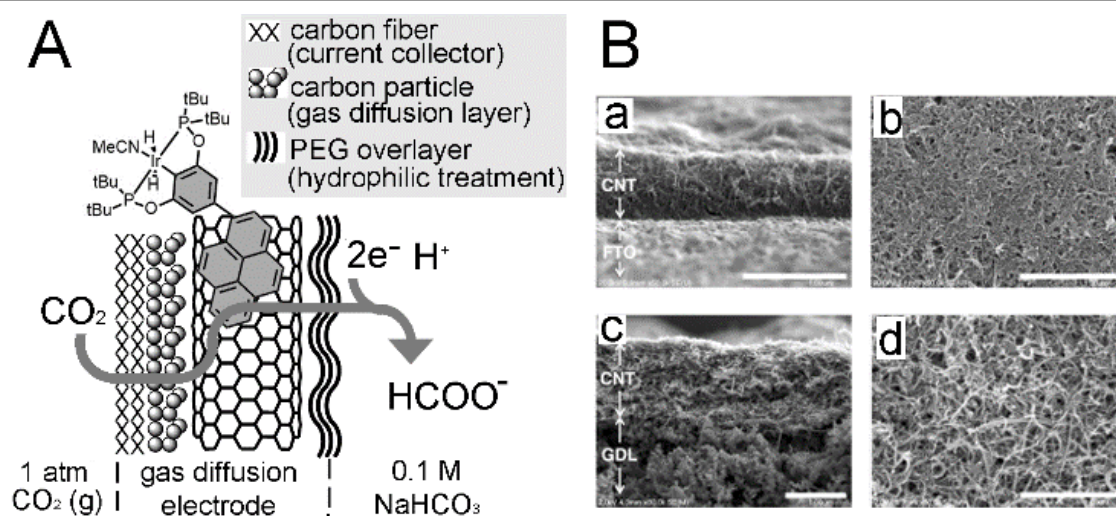 A
carbon fiber
(current collector)
carbon particle
(gas diffusion layer)
PEG overlayer
(hydrophilic treatment)
tBu
tBu
P
H
MeCN
Ir
O
H
tBu
P
tBu
O
2e⁻ H⁺
CO₂
HCOO⁻
1 atm
CO₂ (g)
gas diffusion
electrode
0.1 M
NaHCO₃
B
a
CNT
FTO
b
c
CNT
GDL
d